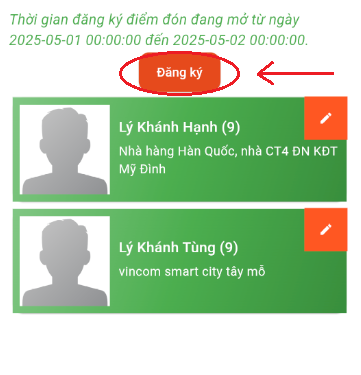 Thời gian đăng ký điểm đón đang mở từ ngày
2025-05-01 00:00:00 đến 2025-05-02 00:00:00.
Đăng ký
Lý Khánh Hạnh (9)
Nhà hàng Hàn Quốc, nhà CT4 ĐN KĐT
Mỹ Đình
Lý Khánh Tùng (9)
vincom smart city tây mỗ